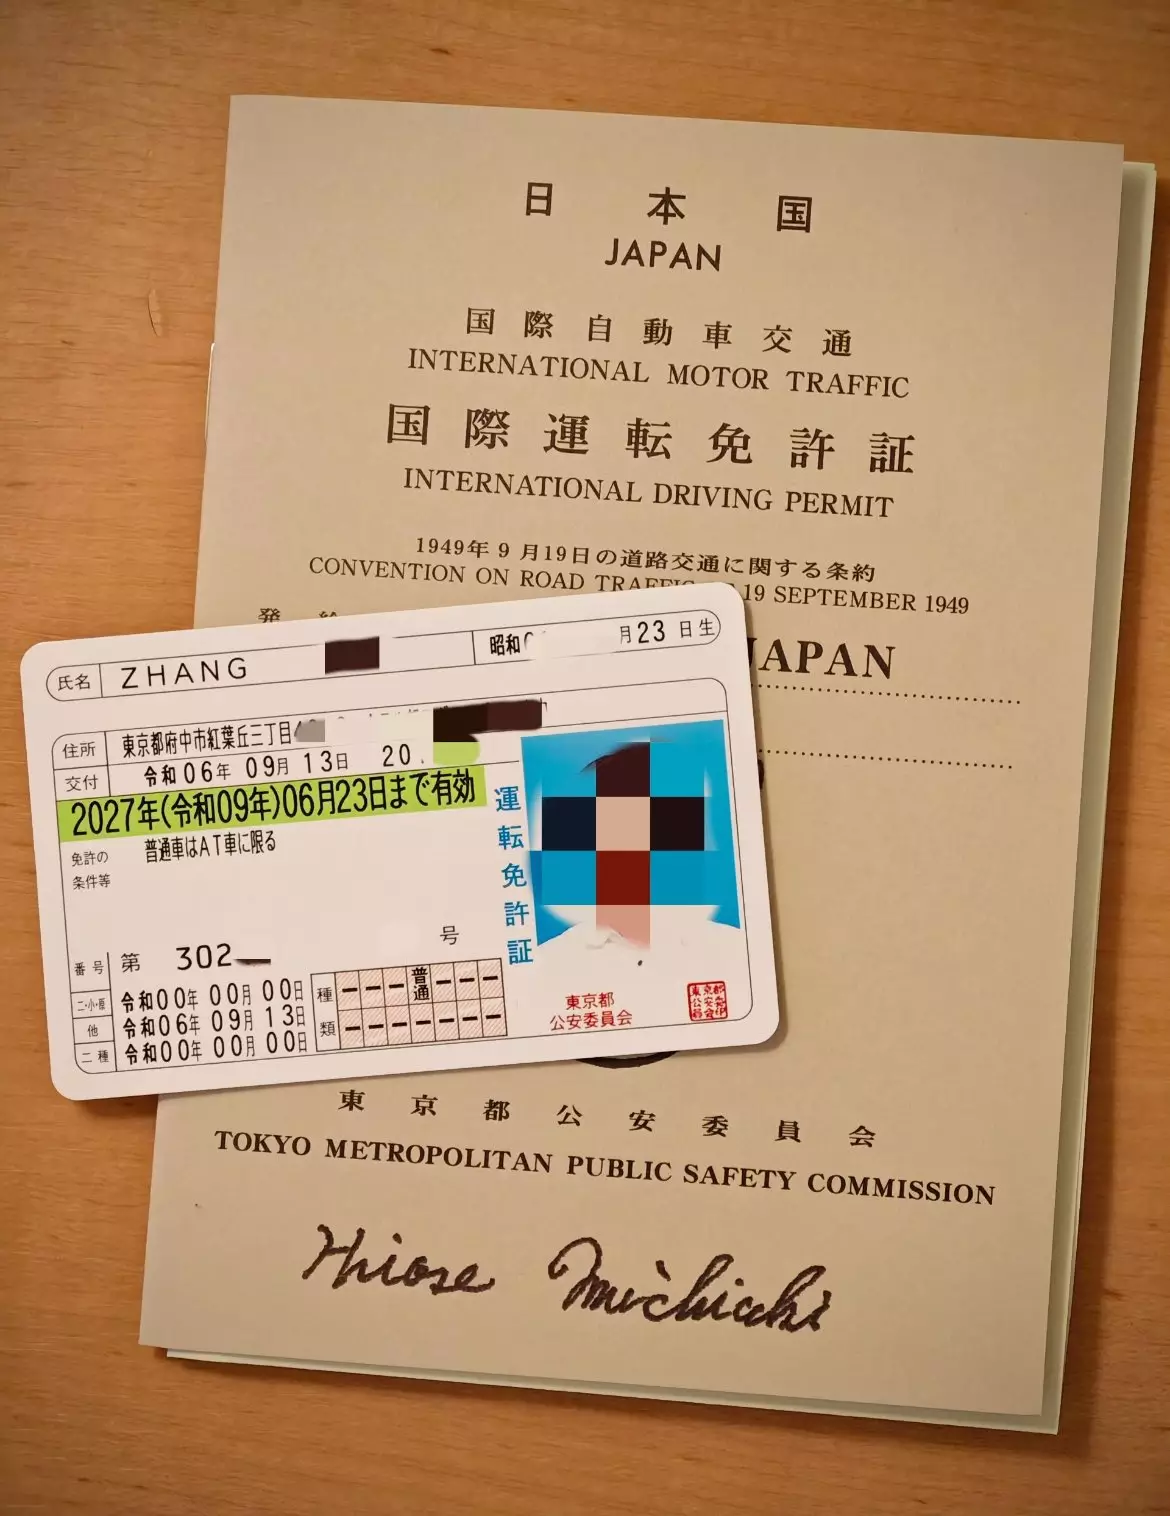 日本国
JAPAN
国際自動車交通
INTERNATIONAL MOTOR TRAFFIC
国際運転免許証
INTERNATIONAL DRIVING PERMIT
1949年9月19日の道路交通に関する条約
CONVENTION ON ROAD TRAFFIC 19 SEPTEMBER 1949
発
JAPAN
氏名 ZHANG 昭和 月23日生
住所 東京都府中市紅葉丘三丁目
交付 令和06年09月13日 20
2027年(令和09年)06月23日まで有効
免許の条件等 普通車はAT車に限る
運転免許証
番号 第 302 号
二・小・原 令和00年00月00日
他 令和06年09月13日
二種 令和00年00月00日
種類 普通
東京都
公安委員会
東京都公安委員会
TOKYO METROPOLITAN PUBLIC SAFETY COMMISSION